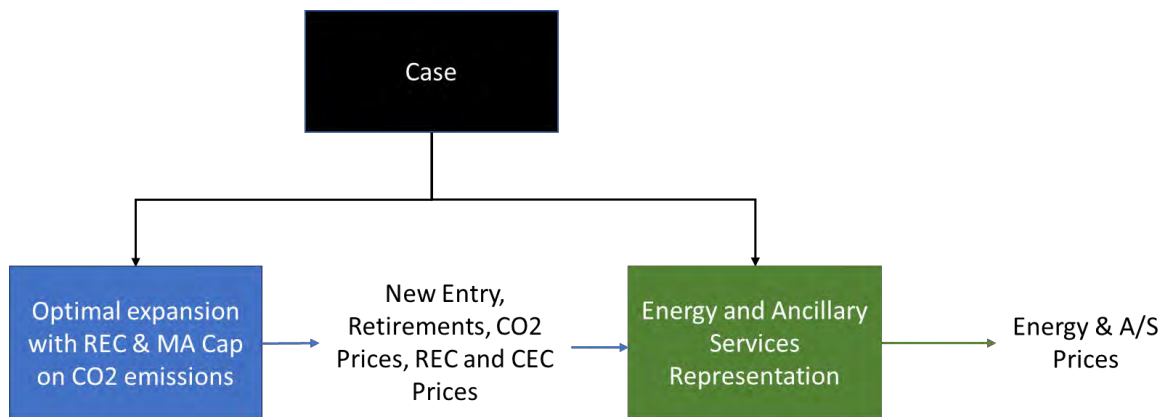 Case
Optimal expansion
with REC & MA Cap
on CO2 emissions
New Entry,
Retirements, CO2
Prices, REC and CEC
Prices
Energy and Ancillary
Services
Representation
Energy & A/S
Prices